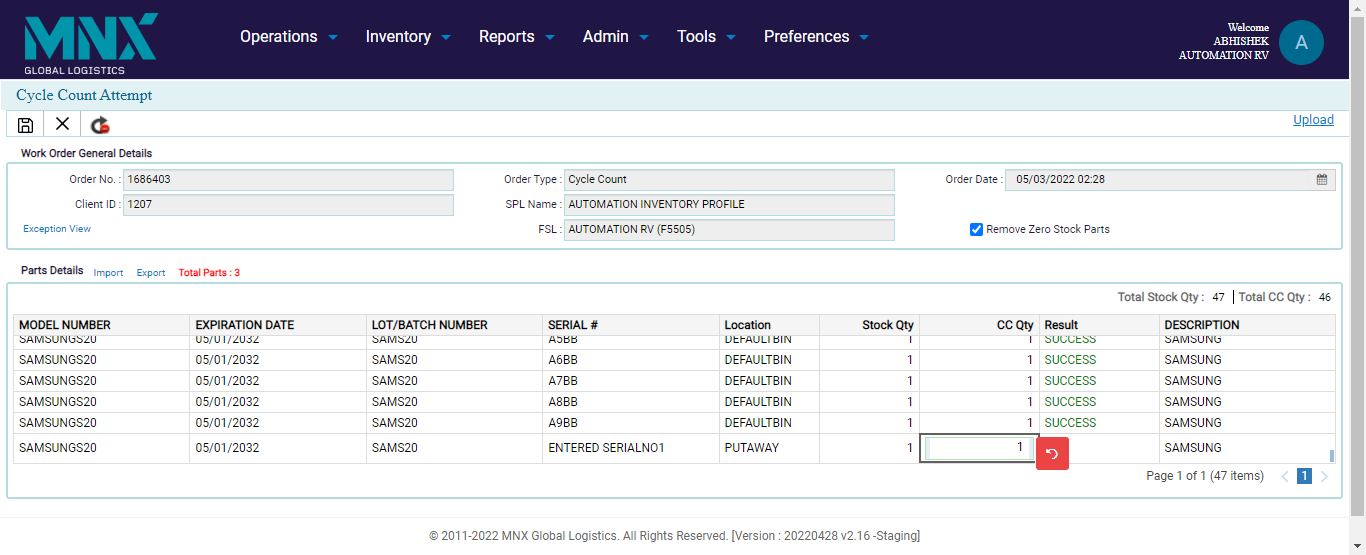 MNX
GLOBAL LOGISTICS
Operations Inventory Reports Admin Tools Preferences
Welcome
ABHISHEK
AUTOMATION RV
A
Cycle Count Attempt
Upload
Work Order General Details
Order No. : 1686403 Order Type : Cycle Count Order Date : 05/03/2022 02:28
Client ID : 1207 SPL Name : AUTOMATION INVENTORY PROFILE
Exception View FSL : AUTOMATION RV (F5505) Remove Zero Stock Parts
Parts Details Import Export Total Parts : 3
Total Stock Qty : 47 Total CC Qty : 46
MODEL NUMBER EXPIRATION DATE LOT/BATCH NUMBER SERIAL # Location Stock Qty CC Qty Result DESCRIPTION
SAMSUNGS20 05/01/2032 SAMS20 A5BB DEFAULTBIN 1 1 SUCCESS SAMSUNG
SAMSUNGS20 05/01/2032 SAMS20 A6BB DEFAULTBIN 1 1 SUCCESS SAMSUNG
SAMSUNGS20 05/01/2032 SAMS20 A7BB DEFAULTBIN 1 1 SUCCESS SAMSUNG
SAMSUNGS20 05/01/2032 SAMS20 A8BB DEFAULTBIN 1 1 SUCCESS SAMSUNG
SAMSUNGS20 05/01/2032 SAMS20 A9BB DEFAULTBIN 1 1 SUCCESS SAMSUNG
SAMSUNGS20 05/01/2032 SAMS20 ENTERED SERIALNO1 PUTAWAY 1 1 SAMSUNG
Page 1 of 1 (47 items) 1
© 2011-2022 MNX Global Logistics. All Rights Reserved. [Version : 20220428 v2.16 -Staging]